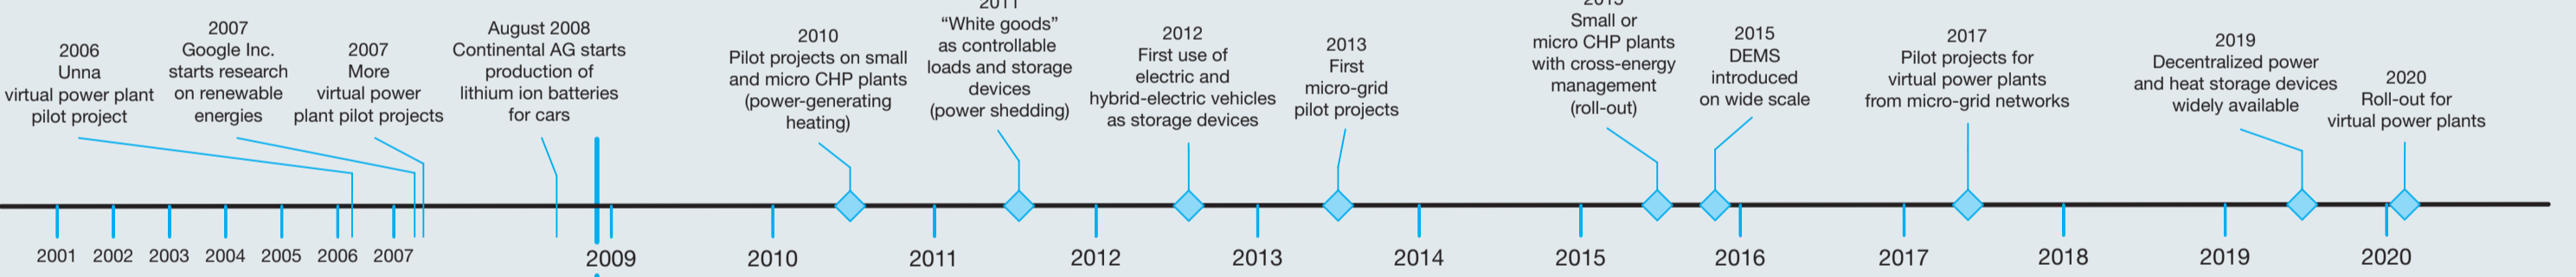 2006
Unna
virtual power plant
pilot project
2007
Google Inc.
starts research
on renewable
energies
2007
More
virtual power
plant pilot projects
August 2008
Continental AG starts
production of
lithium ion batteries
for cars
2010
Pilot projects on small
and micro CHP plants
(power-generating
heating)
2011
“White goods”
as controllable
loads and storage
devices
(power shedding)
2012
First use of
electric and
hybrid-electric vehicles
as storage devices
2013
First
micro-grid
pilot projects
2015
Small or
micro CHP plants
with cross-energy
management
(roll-out)
2015
DEMS
introduced
on wide scale
2017
Pilot projects for
virtual power plants
from micro-grid networks
2019
Decentralized power
and heat storage devices
widely available
2020
Roll-out for
virtual power plants
2001 2002 2003 2004 2005 2006 2007 2009 2010 2011 2012 2013 2014 2015 2016 2017 2018 2019 2020